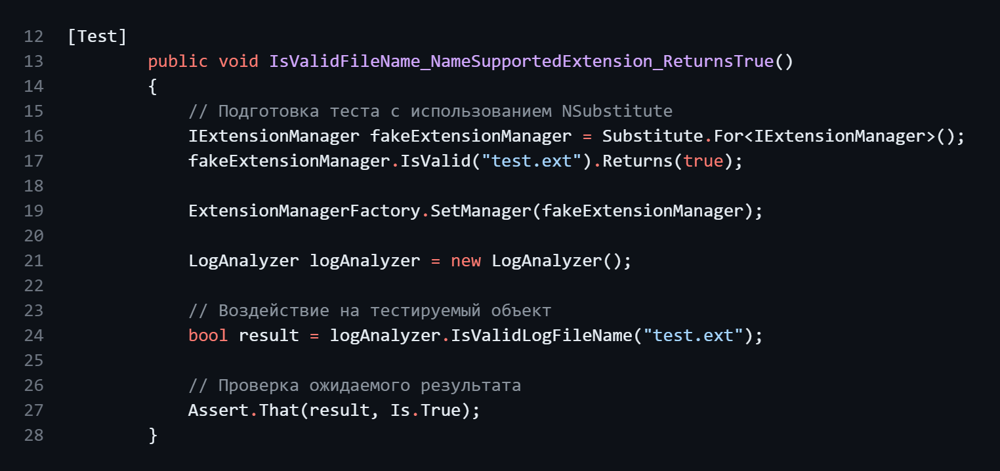 12 [Test]
13 public void IsValidFileName_NameSupportedExtension_ReturnsTrue()
14 {
15 // Подготовка теста с использованием NSubstitute
16 IExtensionManager fakeExtensionManager = Substitute.For<IExtensionManager>();
17 fakeExtensionManager.IsValid("test.ext").Returns(true);
18
19 ExtensionManagerFactory.SetManager(fakeExtensionManager);
20
21 LogAnalyzer logAnalyzer = new LogAnalyzer();
22
23 // Воздействие на тестируемый объект
24 bool result = logAnalyzer.IsValidLogFileName("test.ext");
25
26 // Проверка ожидаемого результата
27 Assert.That(result, Is.True);
28 }